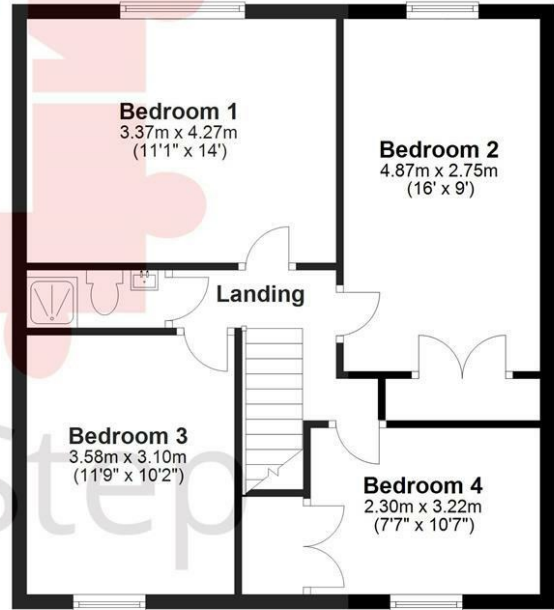 Bedroom 1
3.37m x 4.27m
(11'1" x 14')
Bedroom 2
4.87m x 2.75m
(16' x 9')
Landing
Bedroom 3
3.58m x 3.10m
(11'9" x 10'2")
Bedroom 4
2.30m x 3.22m
(7'7" x 10'7")
Step